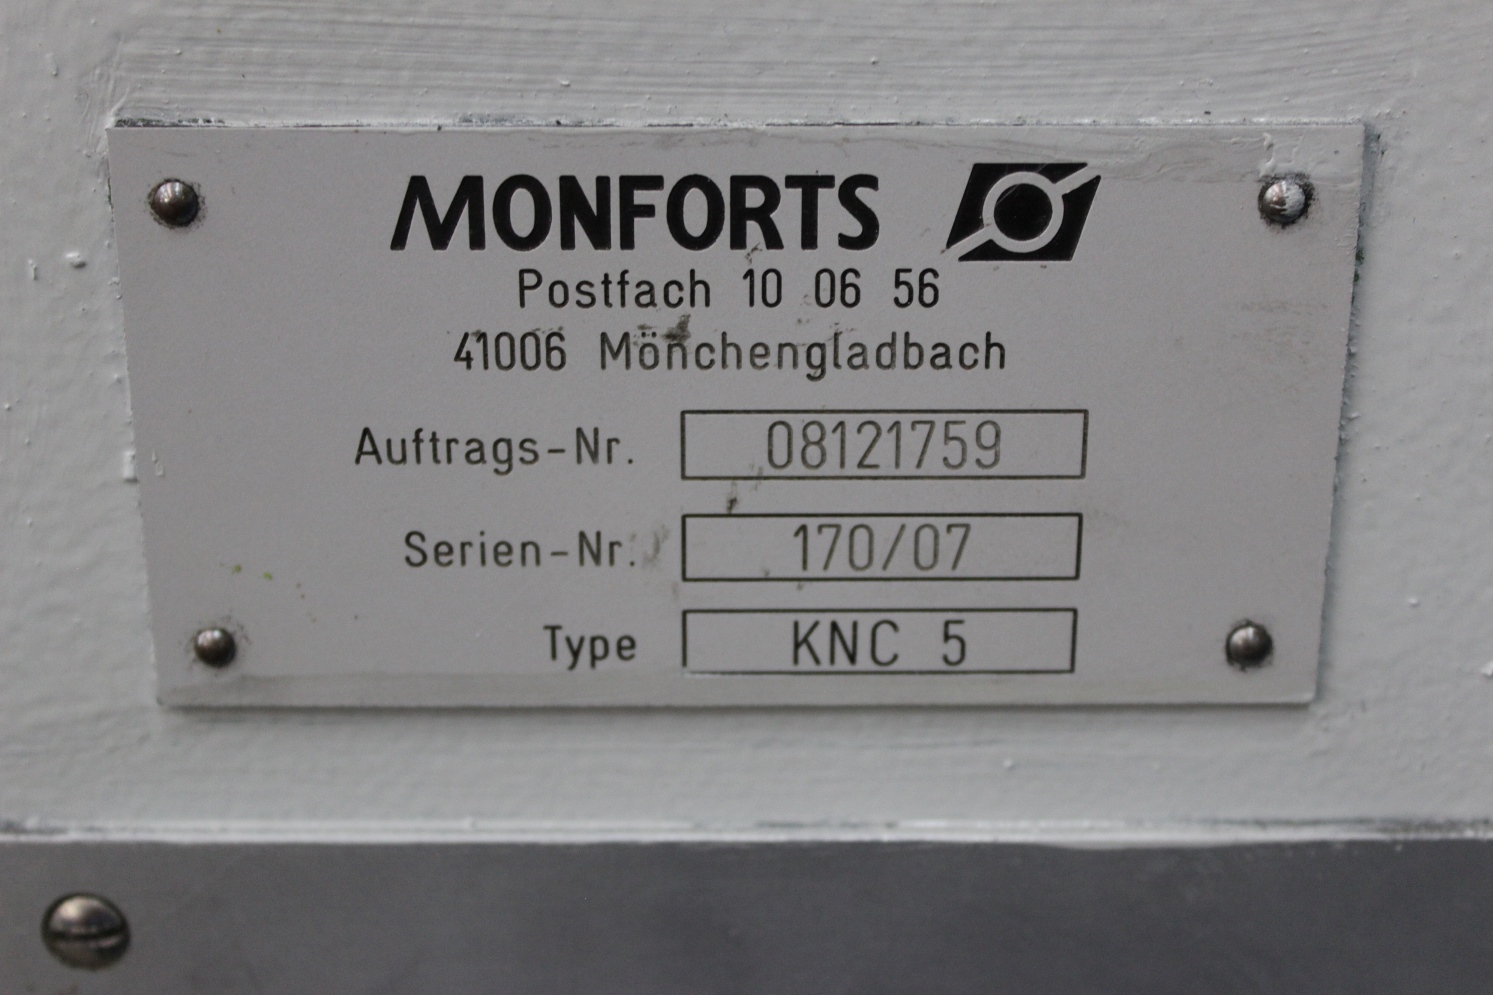 MONFORTS
Postfach 10 06 56
41006 Mönchengladbach
Auftrags-Nr. 08121759
Serien-Nr. 170/07
Type KNC 5